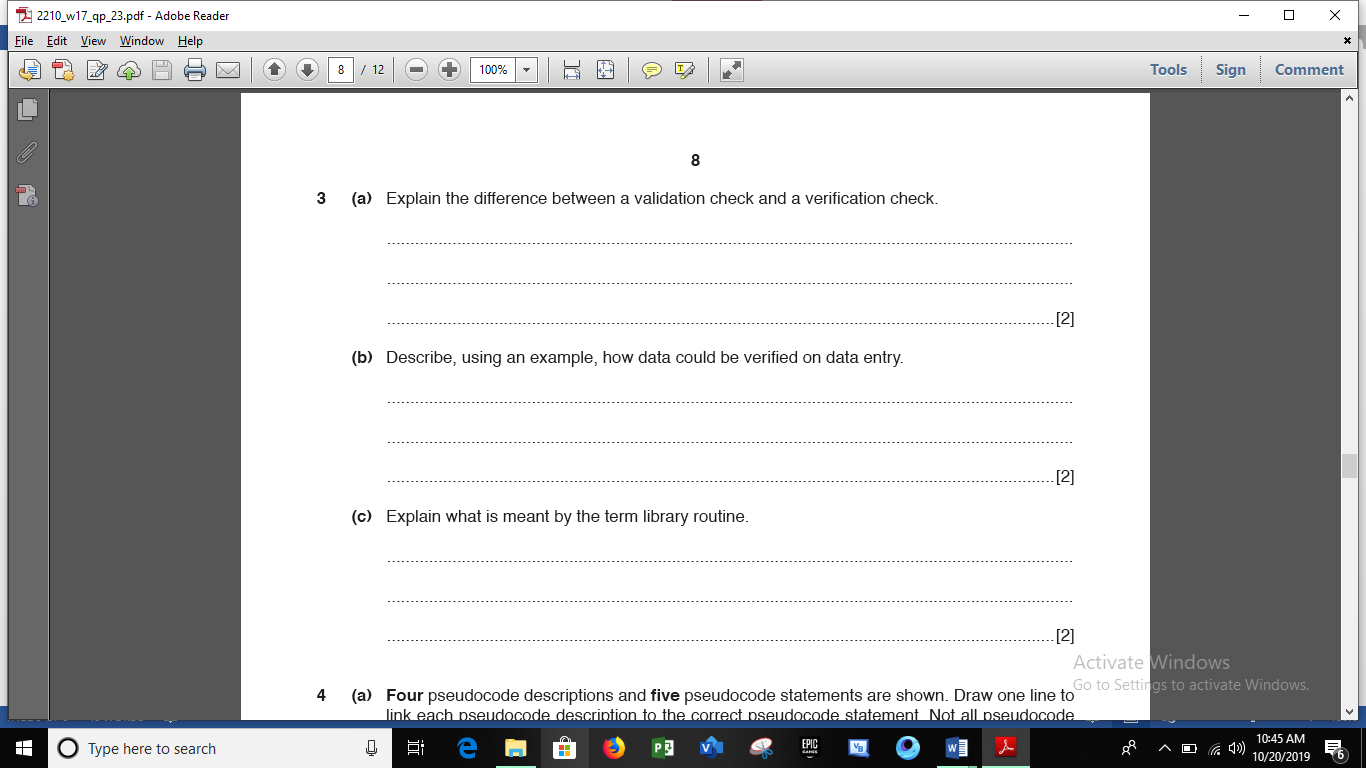 2210_w17_qp_23.pdf - Adobe Reader
File Edit View Window Help
8 / 12 100% Tools Sign Comment
8
3 (a) Explain the difference between a validation check and a verification check.
[2]
(b) Describe, using an example, how data could be verified on data entry.
[2]
(c) Explain what is meant by the term library routine.
[2]
Activate Windows
Go to Settings to activate Windows.
4 (a) Four pseudocode descriptions and five pseudocode statements are shown. Draw one line to
link each pseudocode description to the correct pseudocode statement. Not all pseudocode
Type here to search
10:45 AM
10/20/2019
6